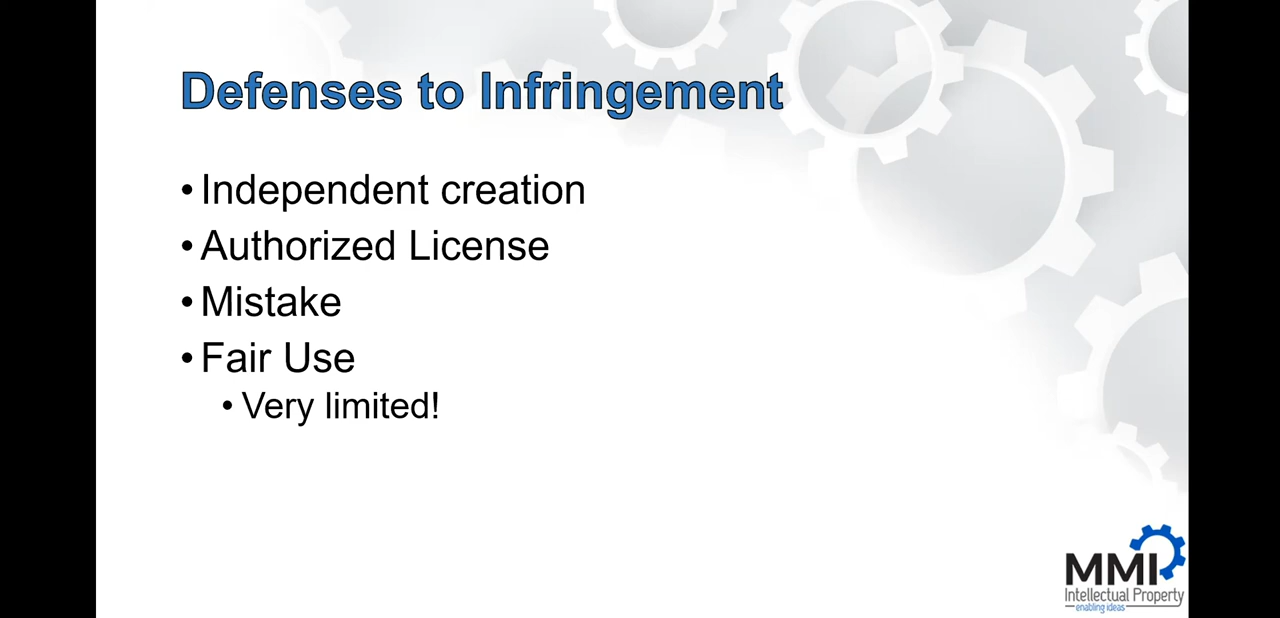 Defenses to Infringement
• Independent creation
• Authorized License
• Mistake
• Fair Use
• Very limited!
MMI
Intellectual Property
enabling ideas